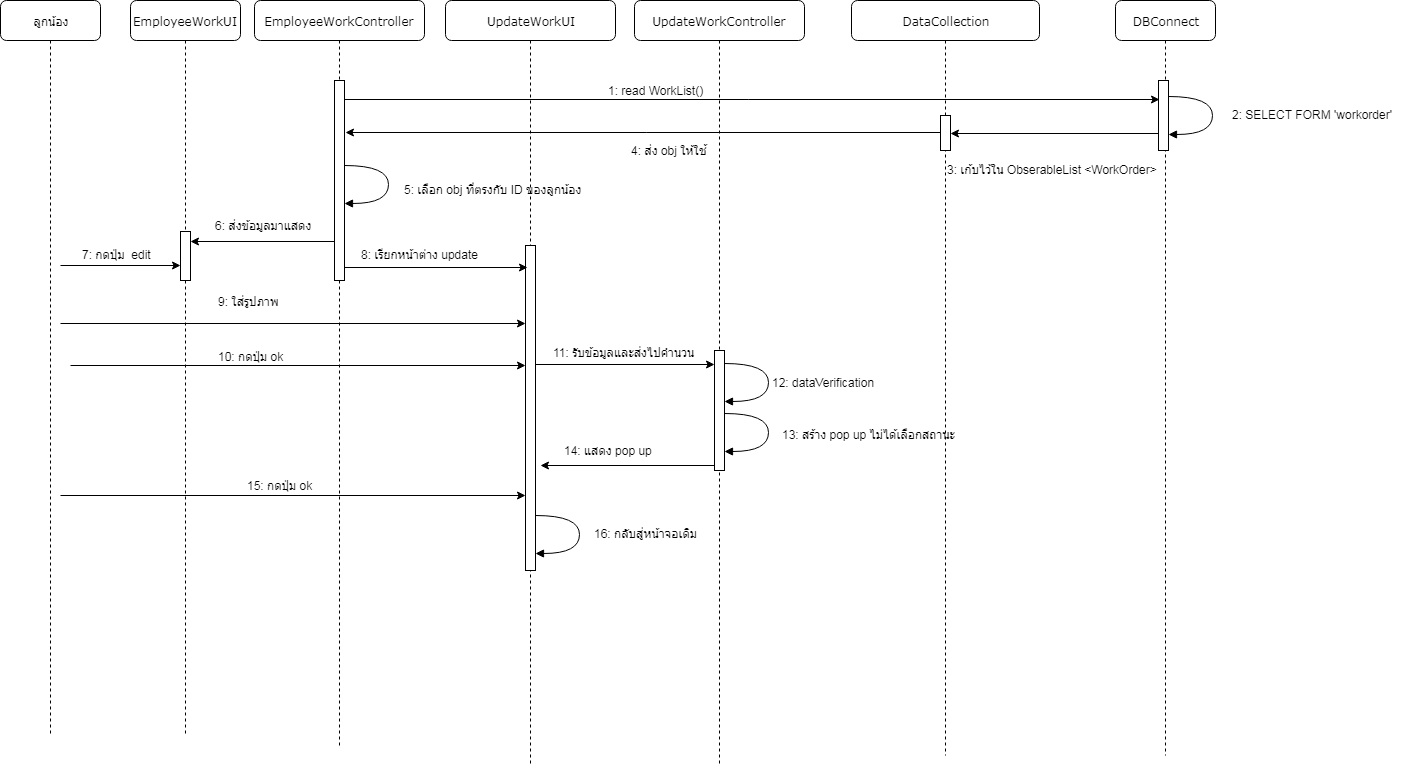 ลูกน้อง
EmployeeWorkUI
EmployeeWorkController
UpdateWorkUI
UpdateWorkController
DataCollection
DBConnect
1: read WorkList()
2: SELECT FORM 'workorder'
4: ส่ง obj ให้ใช้
3: เก้บไว้ใน ObserableList <WorkOrder>
5: เลือก obj ที่ตรงกับ ID ของลูกน้อง
6: ส่งข้อมูลมาแสดง
7: กดปุ่ม edit
8: เรียกหน้าต่าง update
9: ใส่รูปภาพ
10: กดปุ่ม ok
11: รับข้อมูลและส่งไปคำนวน
12: dataVerification
13: สร้าง pop up ไม่ได้เลือกสถานะ
14: แสดง pop up
15: กดปุ่ม ok
16: กลับสู่หน้าจอเดิม